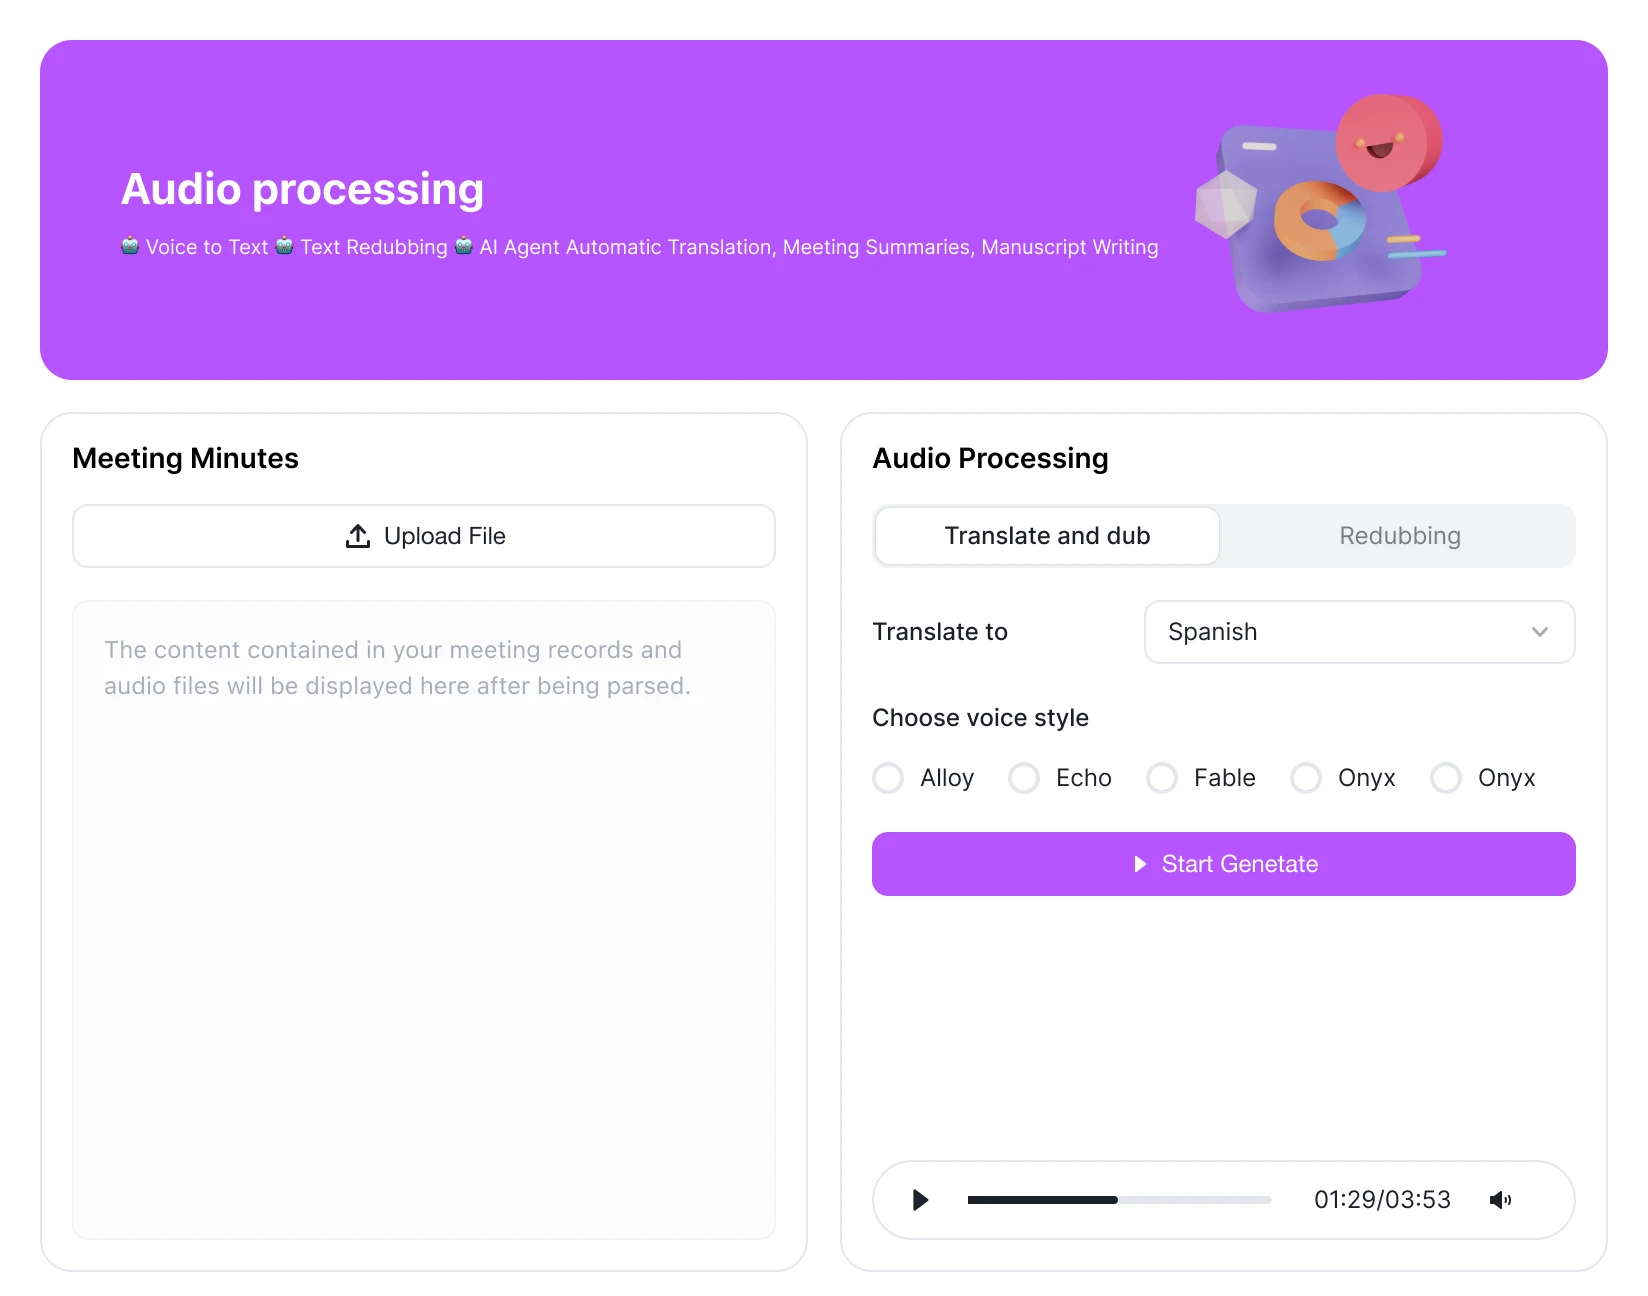 Audio processing
🤖 Voice to Text 🤖 Text Redubbing 🤖 AI Agent Automatic Translation, Meeting Summaries, Manuscript Writing
Meeting Minutes
Upload File
The content contained in your meeting records and
audio files will be displayed here after being parsed.
Audio Processing
Translate and dub Redubbing
Translate to Spanish
Choose voice style
Alloy Echo Fable Onyx Onyx
Start Genetate
01:29/03:53